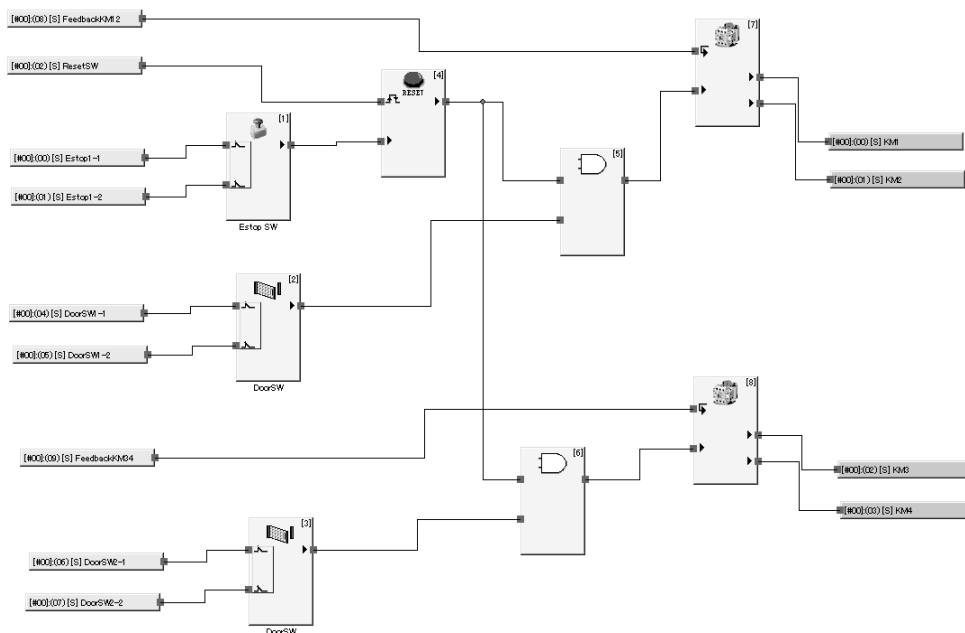 [#00]:(08)[S] FeedbackKM12
[7]
[#00]:(02)[S] ResetSW
[4]
RESET
[1]
[#00]:(00)[S] KM1
[#00]:(00)[S] Estop1-1
[5]
[#00]:(01)[S] KM2
[#00]:(01)[S] Estop1-2
Estop SW
[2]
[#00]:(04)[S] DoorSW1-1
[#00]:(05)[S] DoorSW1-2
DoorSW
[8]
[#00]:(09)[S] FeedbackKM34
[6]
[#00]:(02)[S] KM3
[#00]:(03)[S] KM4
[3]
[#00]:(06)[S] DoorSW2-1
[#00]:(07)[S] DoorSW2-2
DoorSW